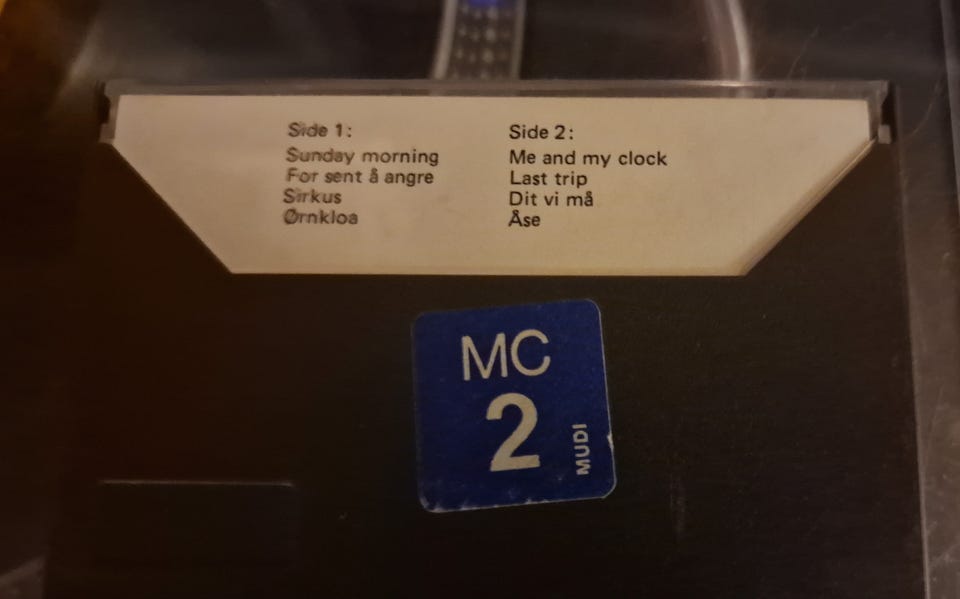 Side 1:
Sunday morning
For sent å angre
Sirkus
Ørnkloa
Side 2:
Me and my clock
Last trip
Dit vi må
Åse
MC
2
MUDI